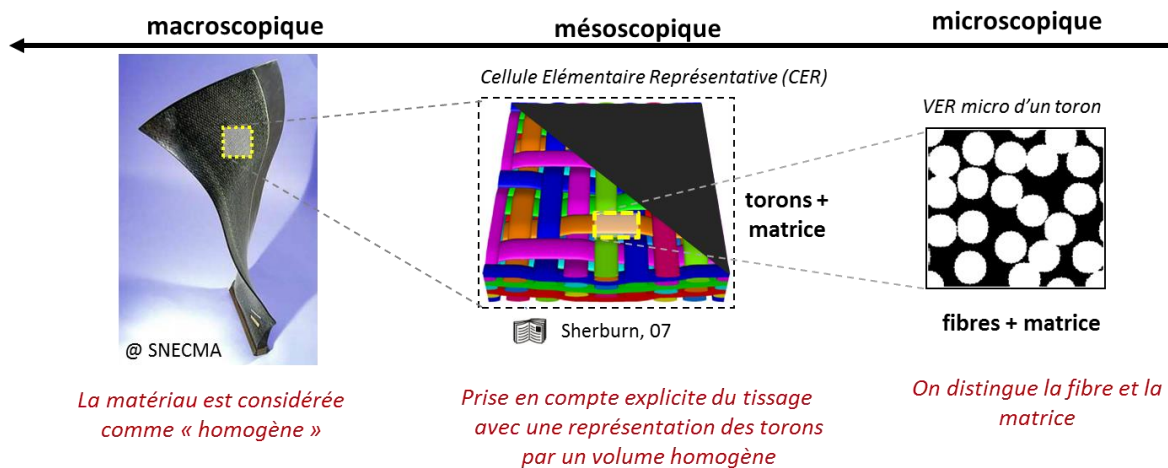 macroscopique
mésoscopique
microscopique
Cellule Elémentaire Représentative (CER)
VER micro d’un toron
torons +
matrice
@ SNECMA
Sherburn, 07
fibres + matrice
La matériau est considérée
comme « homogène »
Prise en compte explicite du tissage
avec une représentation des torons
par un volume homogène
On distingue la fibre et la
matrice